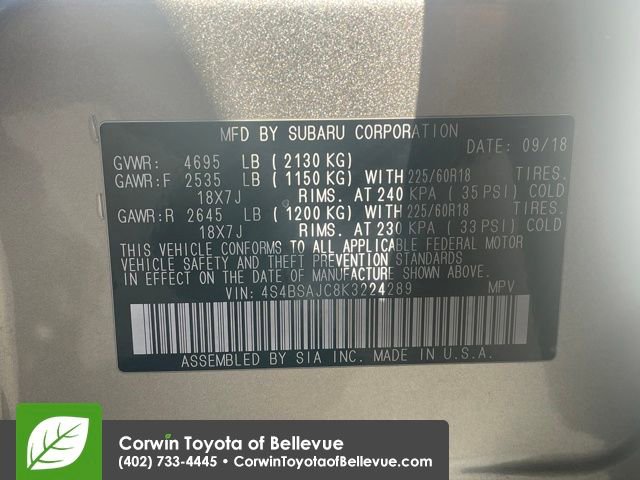 MFD BY SUBARU CORPORATION
DATE: 09/18
GVWR: 4695 LB (2130 KG)
GAWR:F 2535 LB (1150 KG) WITH 225/60R18 TIRES.
18X7J RIMS. AT 240 KPA (35 PSI) COLD
GAWR:R 2645 LB (1200 KG) WITH 225/60R18 TIRES.
18X7J RIMS. AT 230 KPA (33 PSI) COLD
THIS VEHICLE CONFORMS TO ALL APPLICABLE FEDERAL MOTOR
VEHICLE SAFETY AND THEFT PREVENTION STANDARDS
IN EFFECT ON THE DATE OF MANUFACTURE SHOWN ABOVE.
VIN: 4S4BSAJC8K3224289 MPV
ASSEMBLED BY SIA INC. MADE IN U.S.A.
Corwin Toyota of Bellevue
(402) 733-4445 • CorwinToyotaofBellevue.com